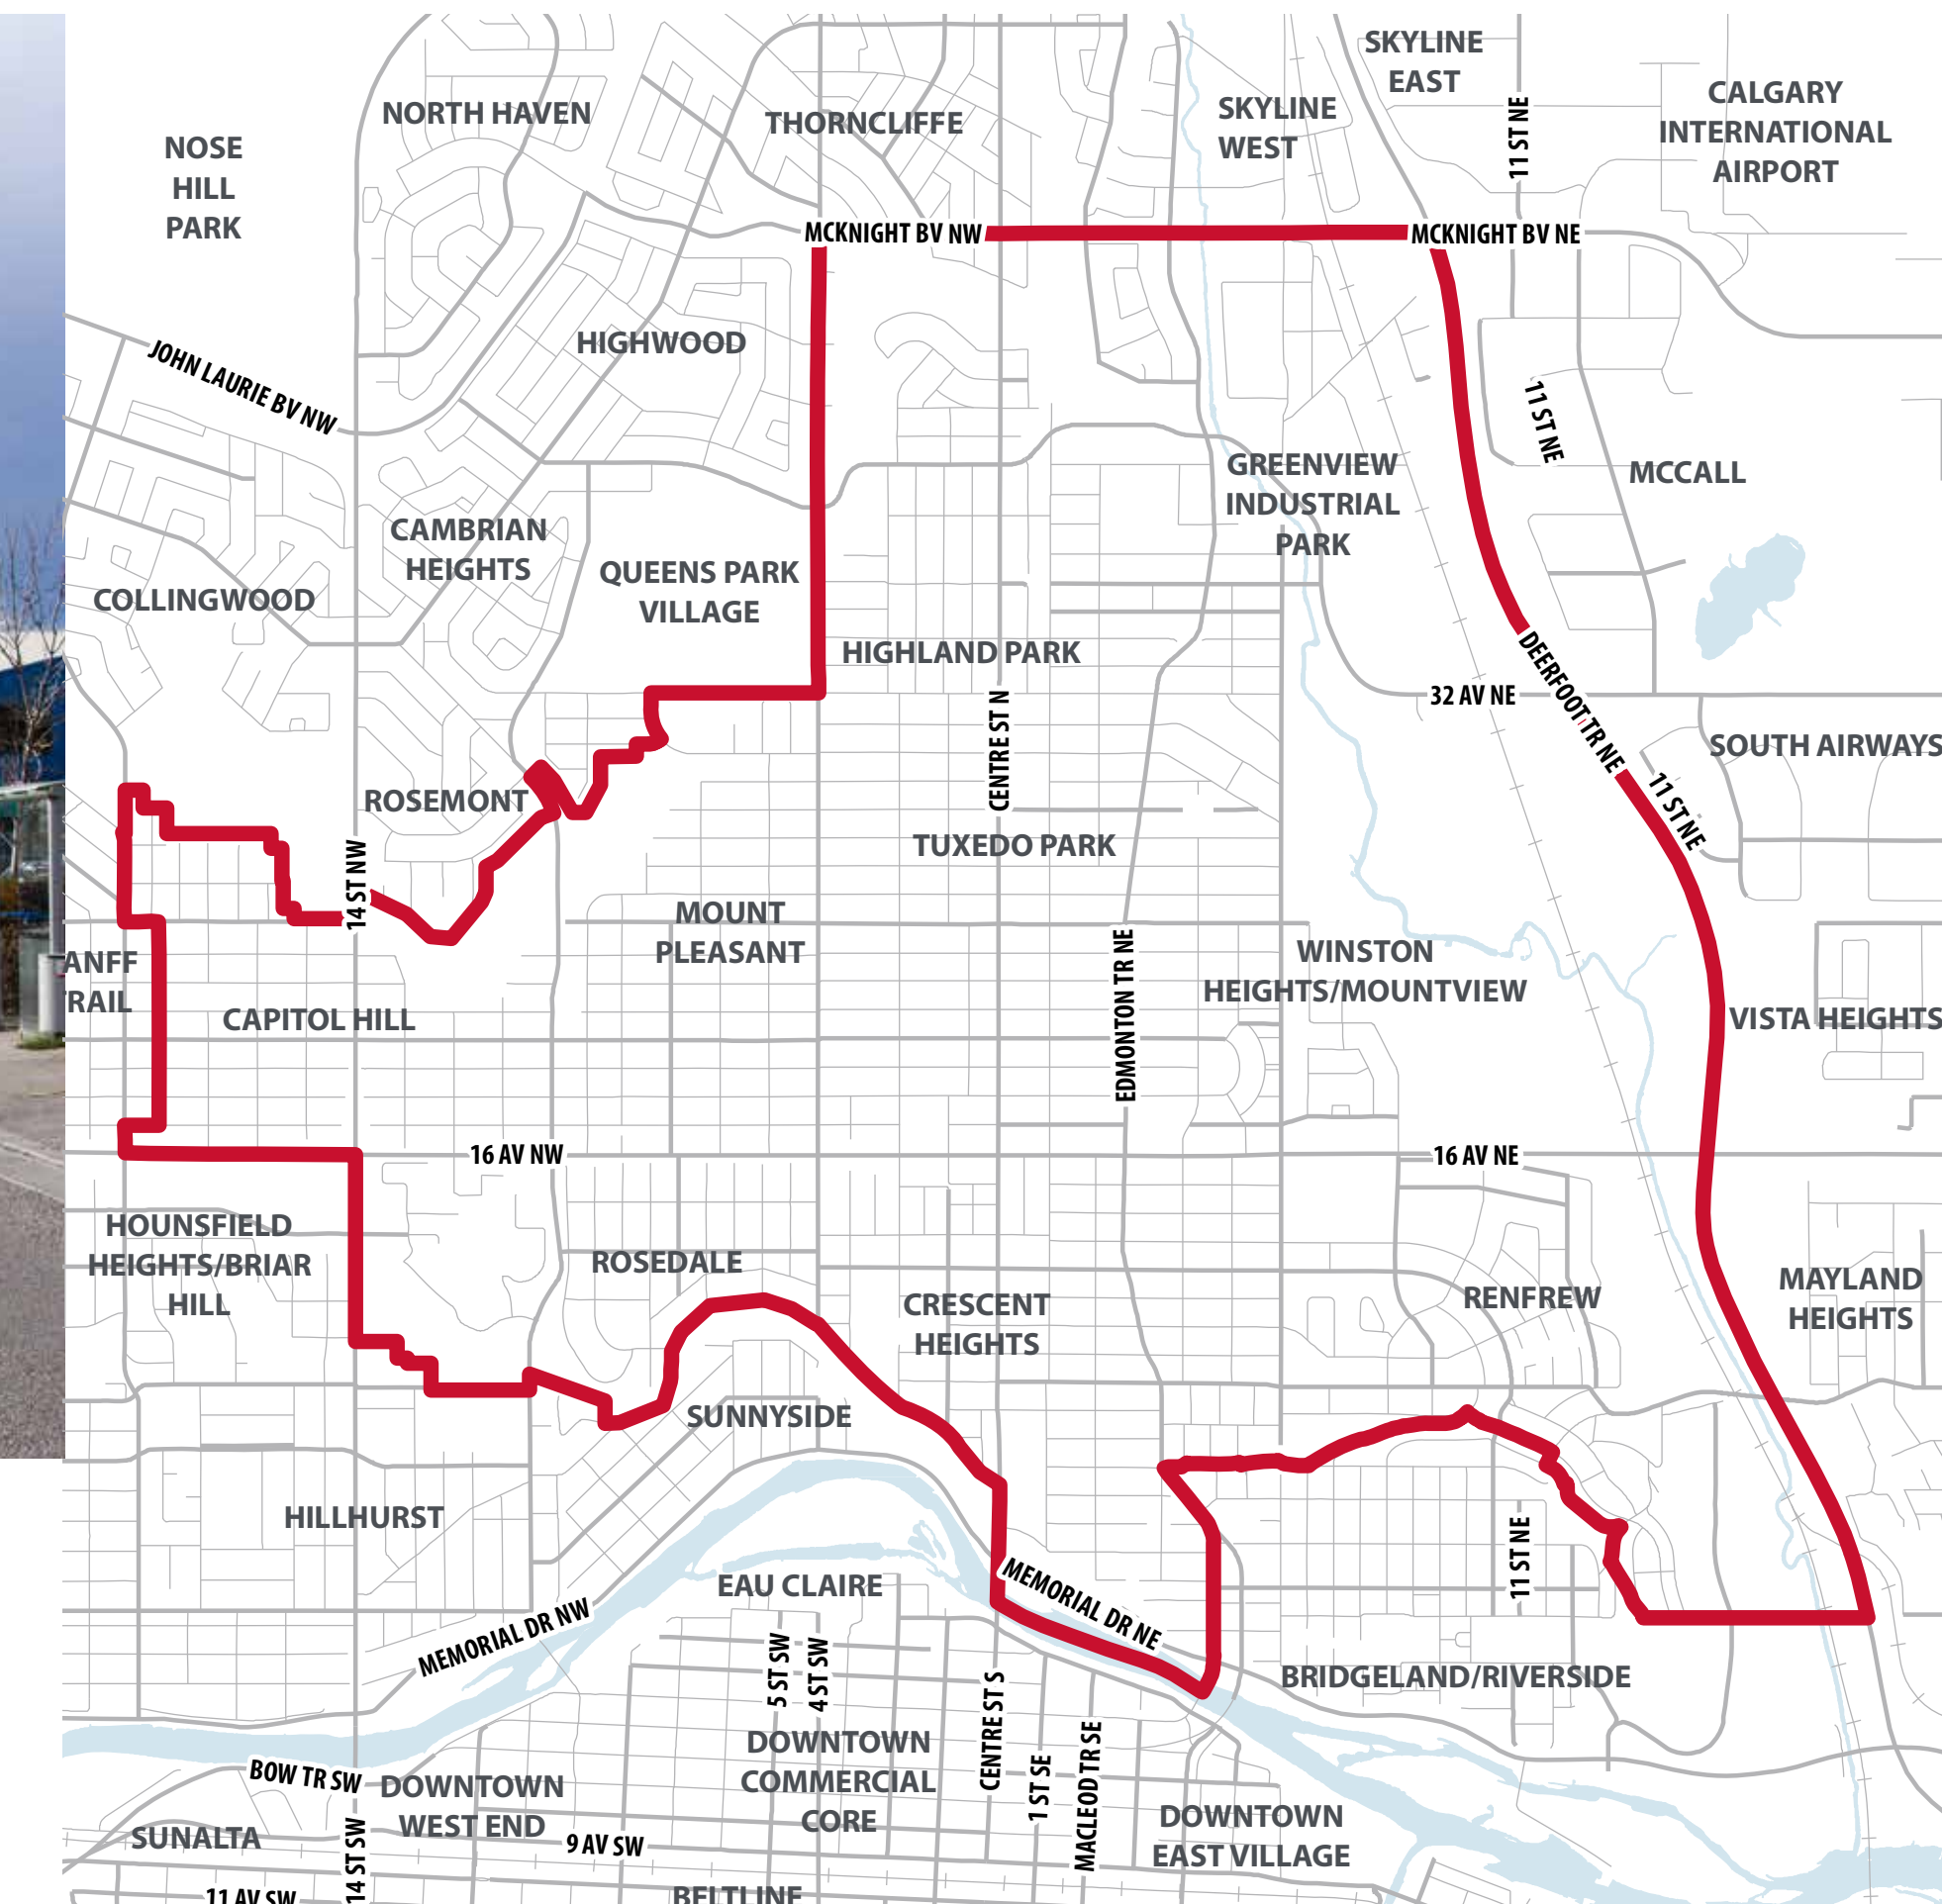 SKYLINE
EAST
NORTH HAVEN
THORNCLIFFE
SKYLINE
WEST
11 ST NE
CALGARY
INTERNATIONAL
AIRPORT
NOSE
HILL
PARK
MCKNIGHT BV NW
MCKNIGHT BV NE
HIGHWOOD
JOHN LAURIE BV NW
11 ST NE
GREENVIEW
INDUSTRIAL
PARK
MCCALL
CAMBRIAN
HEIGHTS
QUEENS PARK
VILLAGE
COLLINGWOOD
HIGHLAND PARK
32 AV NE
DEERFOOT TR NE
CENTRE ST N
SOUTH AIRWAYS
ROSEMONT
11 ST NE
TUXEDO PARK
14 ST NW
MOUNT
PLEASANT
ANFF
TRAIL
EDMONTON TR NE
WINSTON
HEIGHTS/MOUNTVIEW
CAPITOL HILL
VISTA HEIGHTS
16 AV NW
16 AV NE
HOUNSFIELD
HEIGHTS/BRIAR
HILL
ROSEDALE
CRESCENT
HEIGHTS
RENFREW
MAYLAND
HEIGHTS
SUNNYSIDE
HILLHURST
11 ST NE
EAU CLAIRE
MEMORIAL DR NE
MEMORIAL DR NW
5 ST SW
4 ST SW
CENTRE ST S
BRIDGELAND/RIVERSIDE
DOWNTOWN
COMMERCIAL
CORE
1 ST SE
MACLEOD TR SE
BOW TR SW
DOWNTOWN
WEST END
DOWNTOWN
EAST VILLAGE
SUNALTA
14 ST SW
9 AV SW
11 AV SW
BELTLINE